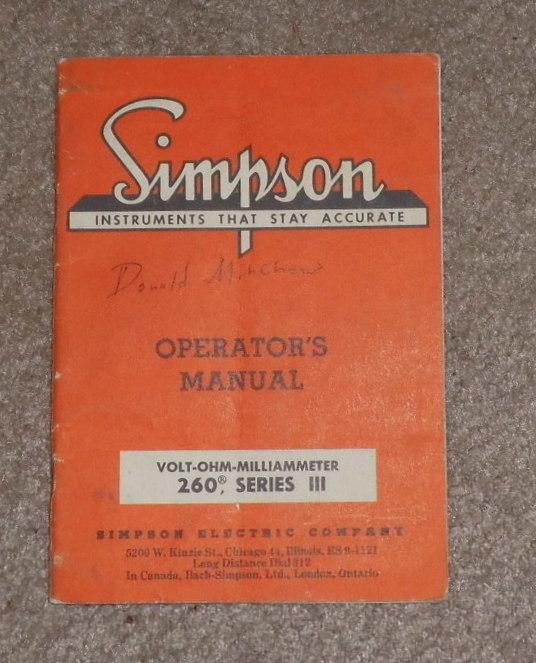 Simpson
INSTRUMENTS THAT STAY ACCURATE
Donald
OPERATOR'S
MANUAL
VOLT-OHM-MILLIAMMETER
260®, SERIES III
SIMPSON ELECTRIC COMPANY
5200 W. Kinzie St., Chicago 44, Illinois, ES 9-1121
Long Distance Dial 312
In Canada, Bach-Simpson, Ltd., London, Ontario